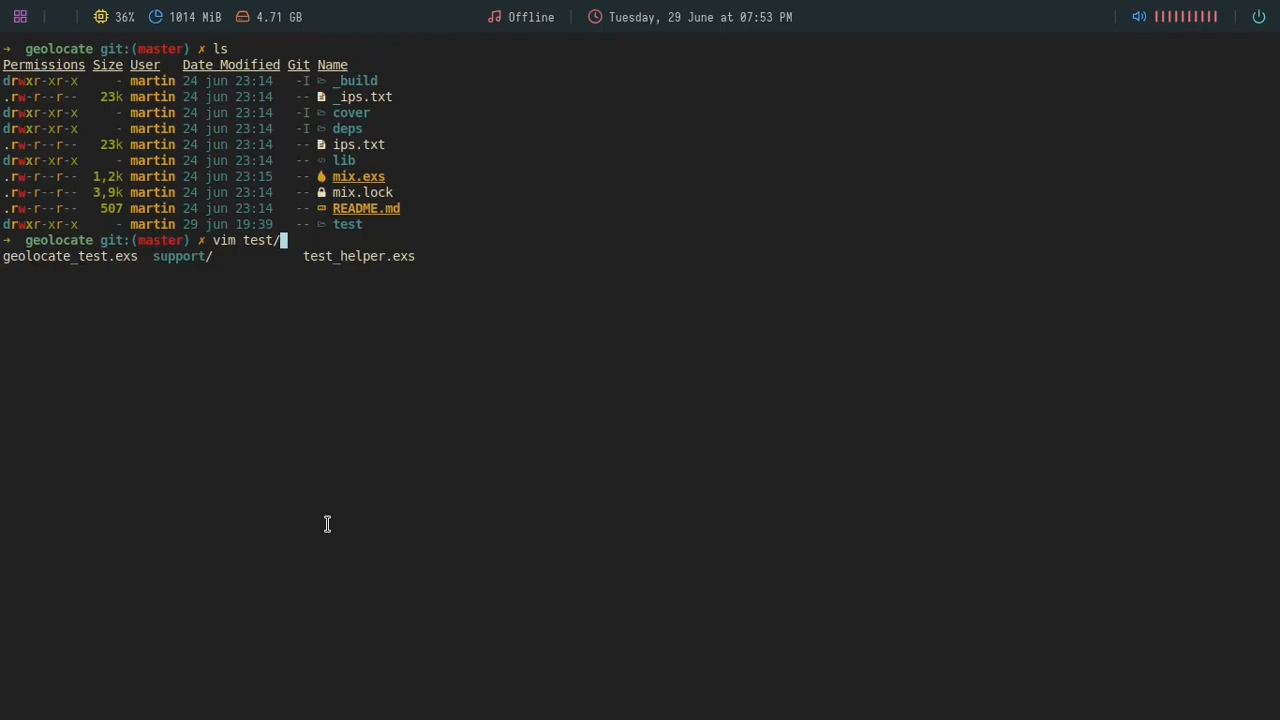 36% 1014 MiB 4.71 GB Offline Tuesday, 29 June at 07:53 PM
→ geolocate git:(master) ✗ ls
Permissions Size User Date Modified Git Name
drwxr-xr-x - martin 24 jun 23:14 -I _build
.rw-r--r-- 23k martin 24 jun 23:14 -- _ips.txt
drwxr-xr-x - martin 24 jun 23:14 -I cover
drwxr-xr-x - martin 24 jun 23:14 -I deps
.rw-r--r-- 23k martin 24 jun 23:14 -- ips.txt
drwxr-xr-x - martin 24 jun 23:14 -- lib
.rw-r--r-- 1,2k martin 24 jun 23:15 -- mix.exs
.rw-r--r-- 3,9k martin 24 jun 23:14 -- mix.lock
.rw-r--r-- 507 martin 24 jun 23:14 -- README.md
drwxr-xr-x - martin 29 jun 19:39 -- test
→ geolocate git:(master) ✗ vim test/
geolocate_test.exs support/ test_helper.exs